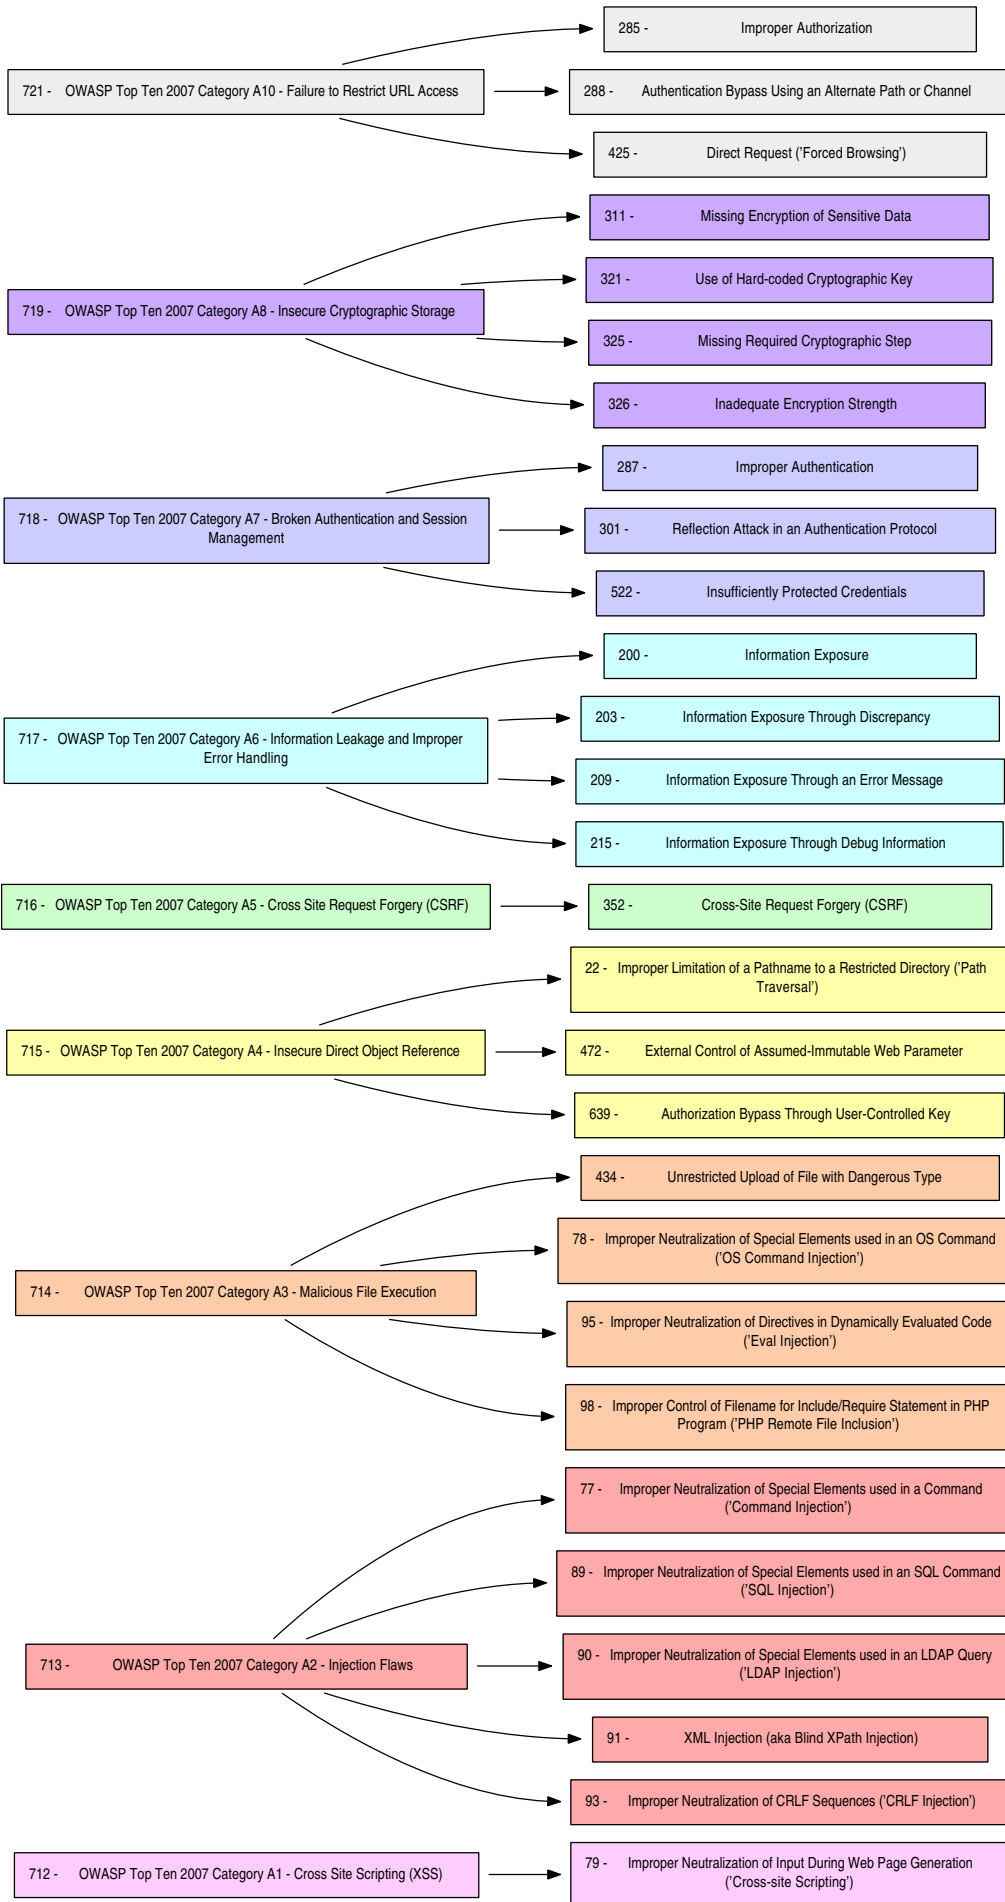 285 - Improper Authorization
721 - OWASP Top Ten 2007 Category A10 - Failure to Restrict URL Access
288 - Authentication Bypass Using an Alternate Path or Channel
425 - Direct Request ('Forced Browsing')
311 - Missing Encryption of Sensitive Data
321 - Use of Hard-coded Cryptographic Key
719 - OWASP Top Ten 2007 Category A8 - Insecure Cryptographic Storage
325 - Missing Required Cryptographic Step
326 - Inadequate Encryption Strength
287 - Improper Authentication
718 - OWASP Top Ten 2007 Category A7 - Broken Authentication and Session
Management
301 - Reflection Attack in an Authentication Protocol
522 - Insufficiently Protected Credentials
200 - Information Exposure
203 - Information Exposure Through Discrepancy
717 - OWASP Top Ten 2007 Category A6 - Information Leakage and Improper
Error Handling
209 - Information Exposure Through an Error Message
215 - Information Exposure Through Debug Information
716 - OWASP Top Ten 2007 Category A5 - Cross Site Request Forgery (CSRF)
352 - Cross-Site Request Forgery (CSRF)
22 - Improper Limitation of a Pathname to a Restricted Directory ('Path
Traversal')
715 - OWASP Top Ten 2007 Category A4 - Insecure Direct Object Reference
472 - External Control of Assumed-Immutable Web Parameter
639 - Authorization Bypass Through User-Controlled Key
434 - Unrestricted Upload of File with Dangerous Type
78 - Improper Neutralization of Special Elements used in an OS Command
('OS Command Injection')
714 - OWASP Top Ten 2007 Category A3 - Malicious File Execution
95 - Improper Neutralization of Directives in Dynamically Evaluated Code
('Eval Injection')
98 - Improper Control of Filename for Include/Require Statement in PHP
Program ('PHP Remote File Inclusion')
77 - Improper Neutralization of Special Elements used in a Command
('Command Injection')
89 - Improper Neutralization of Special Elements used in an SQL Command
('SQL Injection')
713 - OWASP Top Ten 2007 Category A2 - Injection Flaws
90 - Improper Neutralization of Special Elements used in an LDAP Query
('LDAP Injection')
91 - XML Injection (aka Blind XPath Injection)
93 - Improper Neutralization of CRLF Sequences ('CRLF Injection')
712 - OWASP Top Ten 2007 Category A1 - Cross Site Scripting (XSS)
79 - Improper Neutralization of Input During Web Page Generation
('Cross-site Scripting')